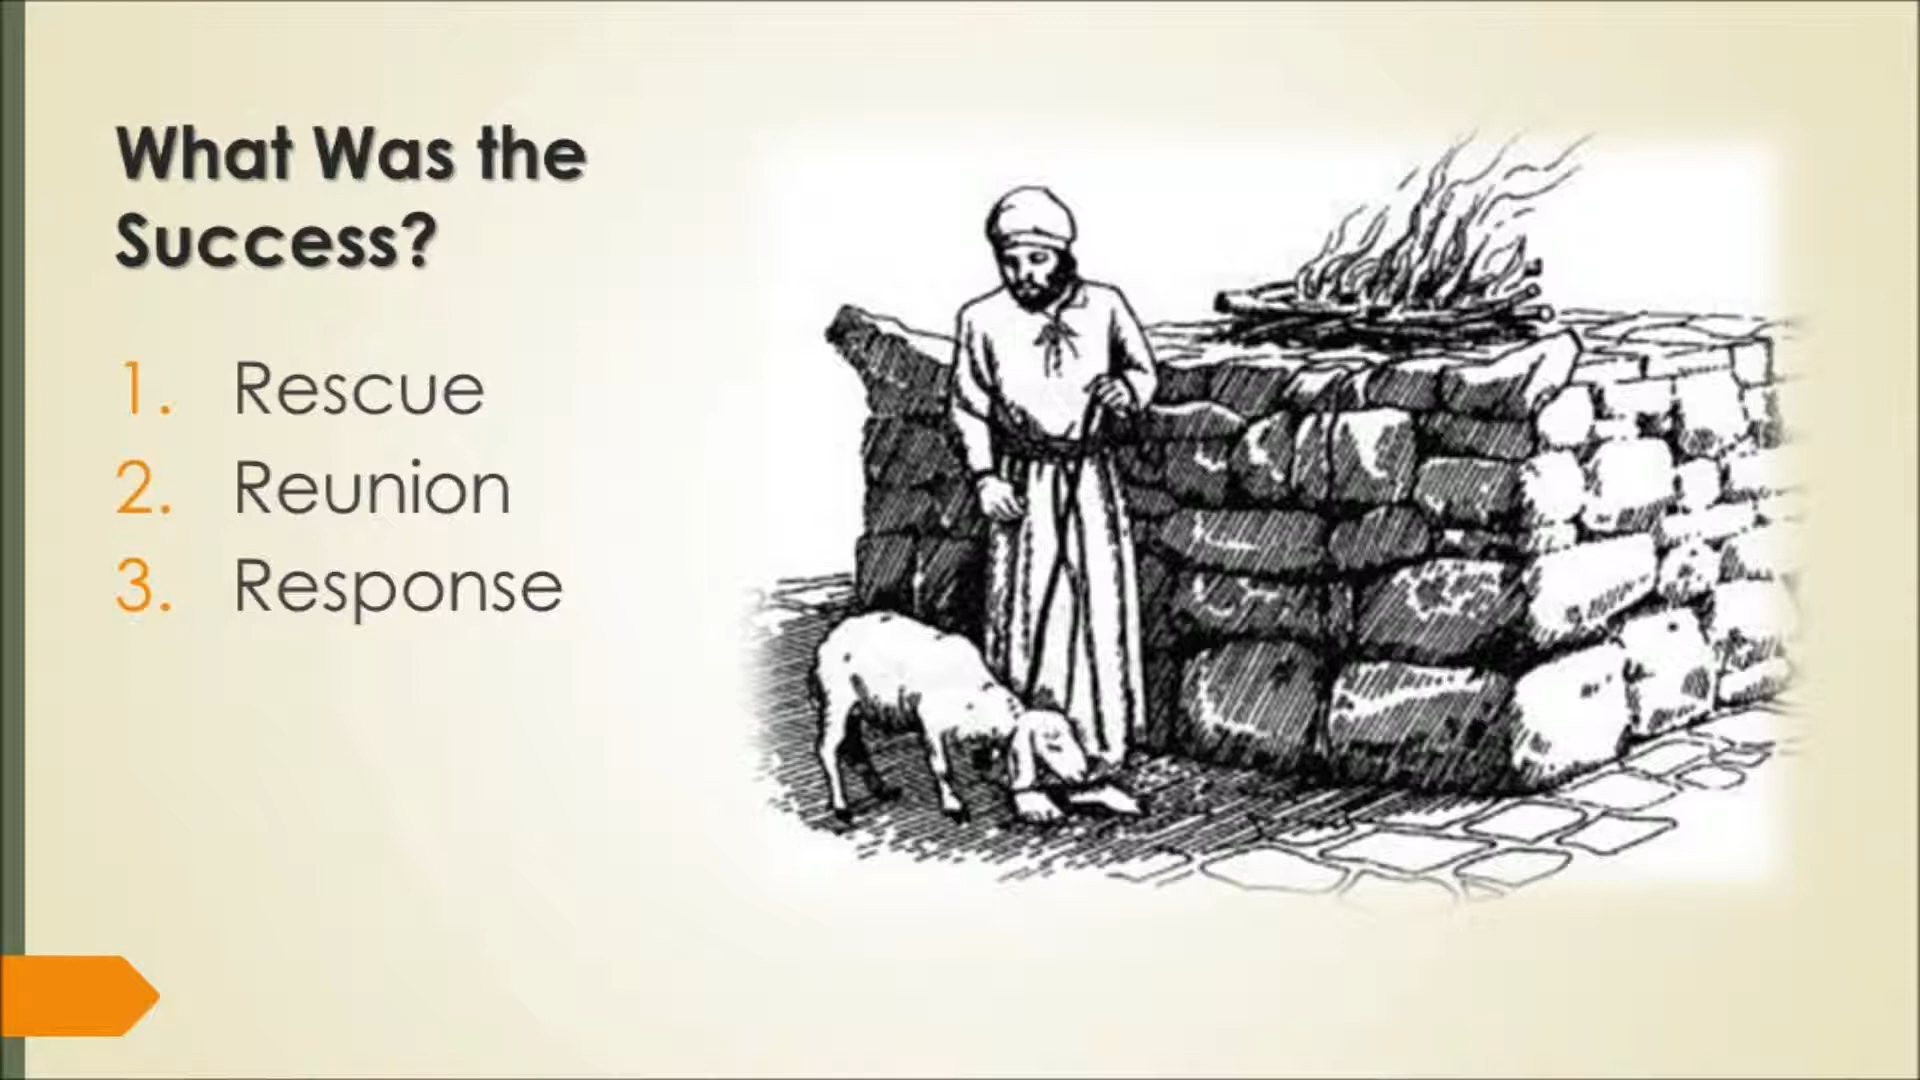 What Was the
Success?
1. Rescue
2. Reunion
3. Response